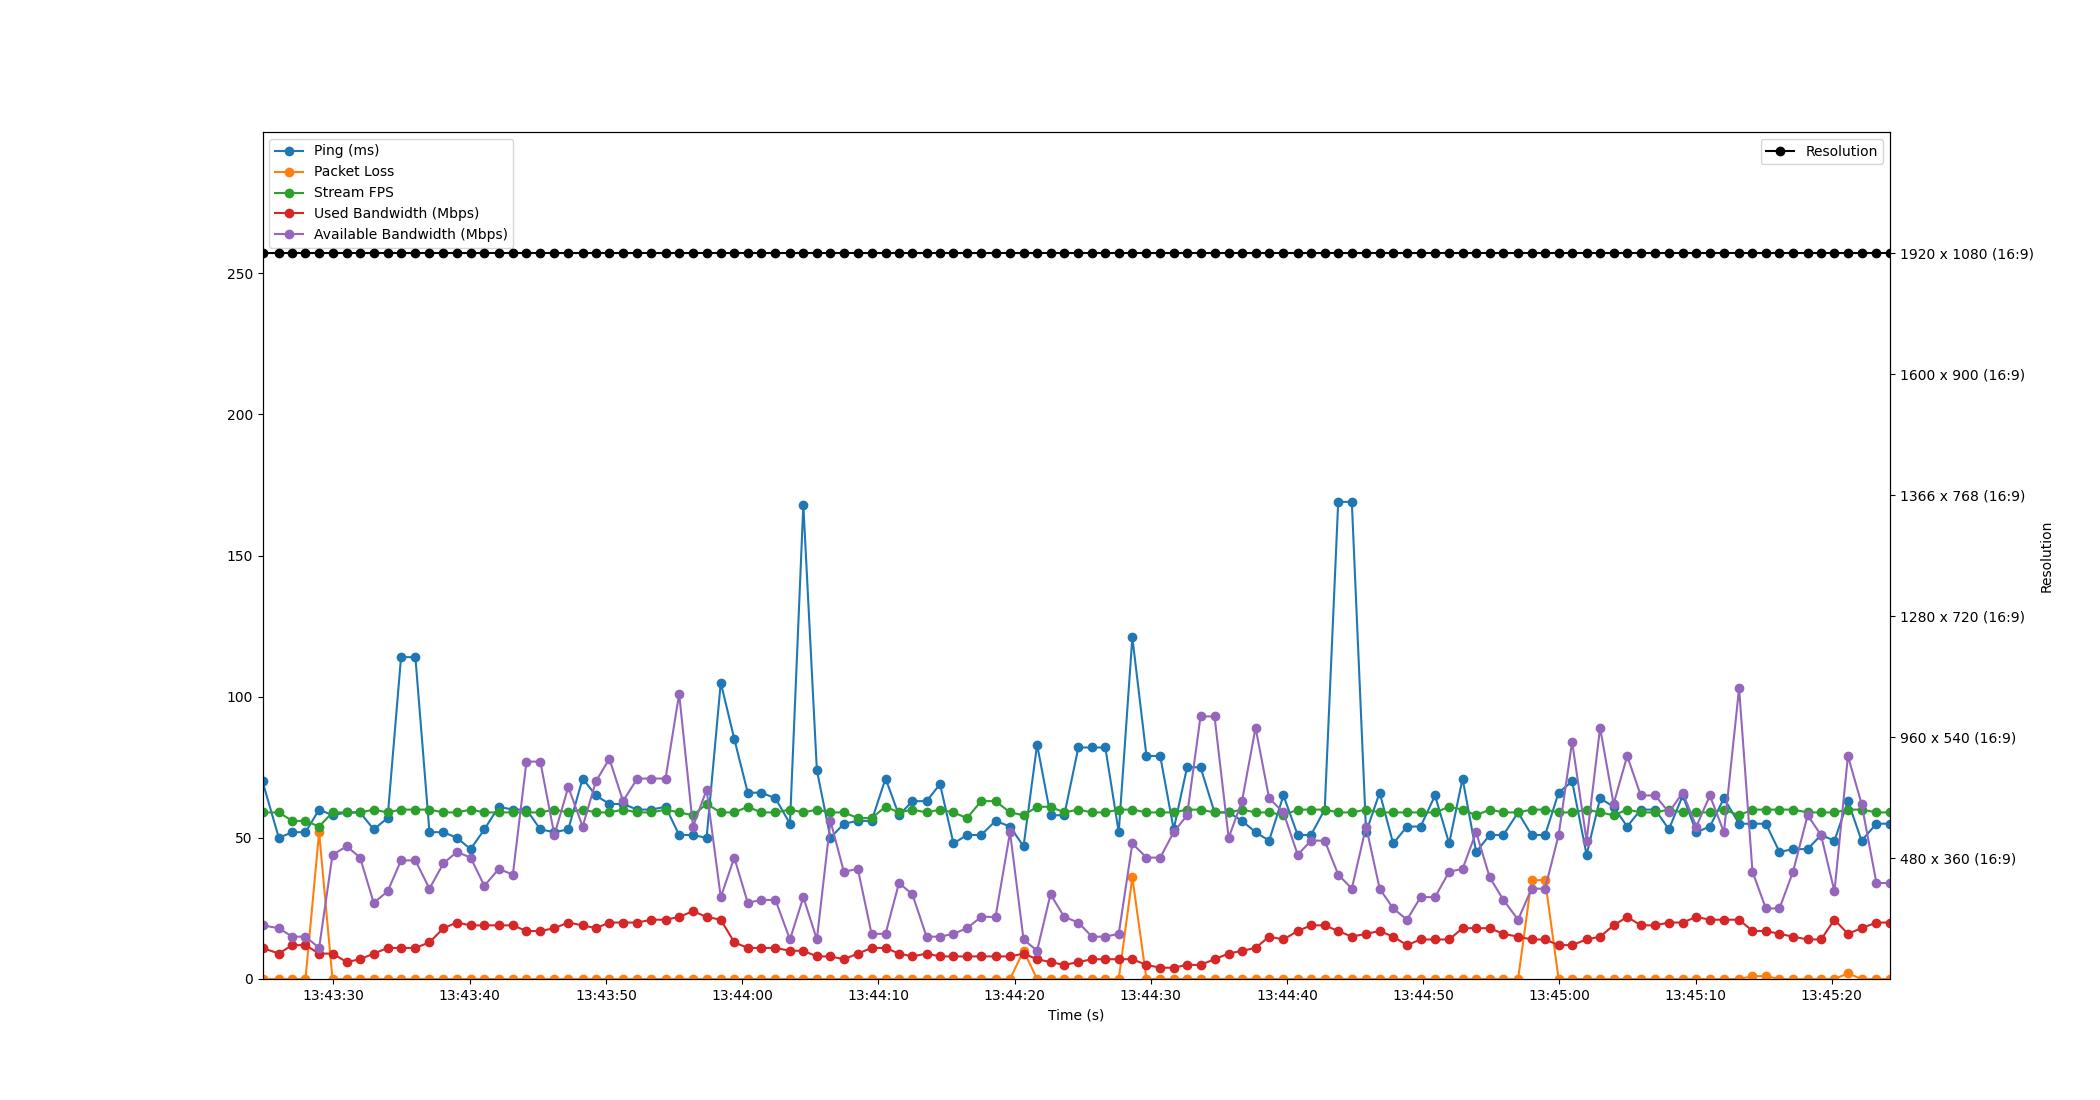 Ping (ms)
Packet Loss
Stream FPS
Used Bandwidth (Mbps)
Available Bandwidth (Mbps)
Resolution
250
200
150
100
50
0
1920 x 1080 (16:9)
1600 x 900 (16:9)
1366 x 768 (16:9)
1280 x 720 (16:9)
960 x 540 (16:9)
480 x 360 (16:9)
Resolution
13:43:30 13:43:40 13:43:50 13:44:00 13:44:10 13:44:20 13:44:30 13:44:40 13:44:50 13:45:00 13:45:10 13:45:20
Time (s)